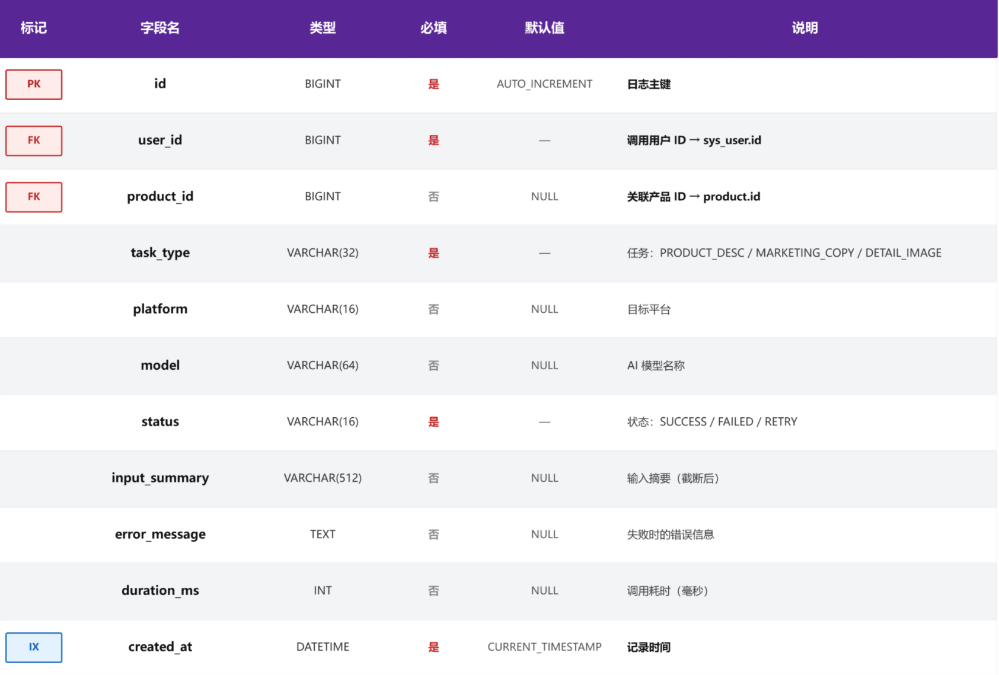 标记 字段名 类型 必填 默认值 说明
PK id BIGINT 是 AUTO_INCREMENT 日志主键
FK user_id BIGINT 是 — 调用用户 ID → sys_user.id
FK product_id BIGINT 否 NULL 关联产品 ID → product.id
task_type VARCHAR(32) 是 — 任务：PRODUCT_DESC / MARKETING_COPY / DETAIL_IMAGE
platform VARCHAR(16) 否 NULL 目标平台
model VARCHAR(64) 否 NULL AI 模型名称
status VARCHAR(16) 是 — 状态：SUCCESS / FAILED / RETRY
input_summary VARCHAR(512) 否 NULL 输入摘要（截断后）
error_message TEXT 否 NULL 失败时的错误信息
duration_ms INT 否 NULL 调用耗时（毫秒）
IX created_at DATETIME 是 CURRENT_TIMESTAMP 记录时间